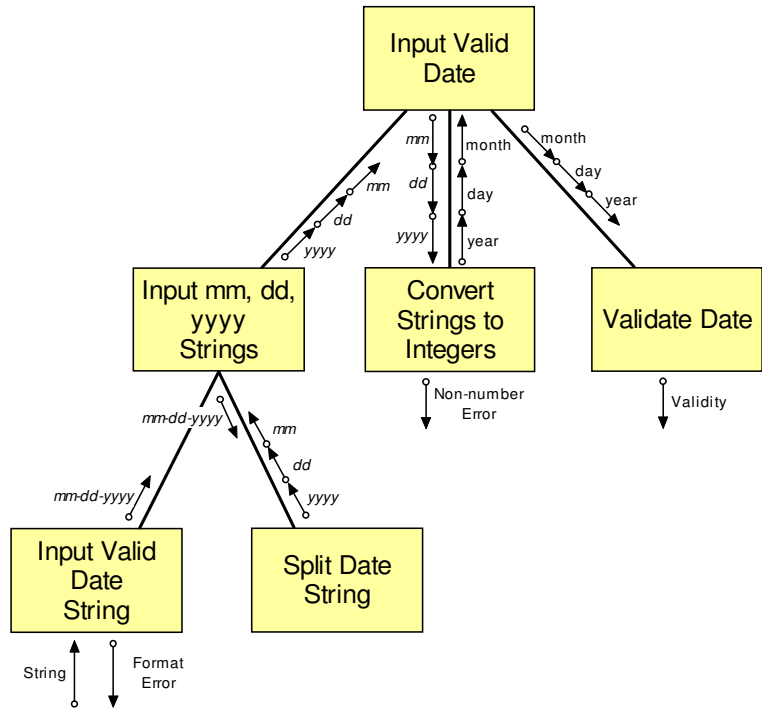 Input Valid
Date
mm
dd
yyyy
mm
dd
yyyy
month
day
year
month
day
year
Input mm, dd,
yyyy
Strings
Convert
Strings to
Integers
Validate Date
Non-number
Error
Validity
mm-dd-yyyy
mm-dd-yyyy
mm
dd
yyyy
Input Valid
Date
String
Split Date
String
String
Format
Error